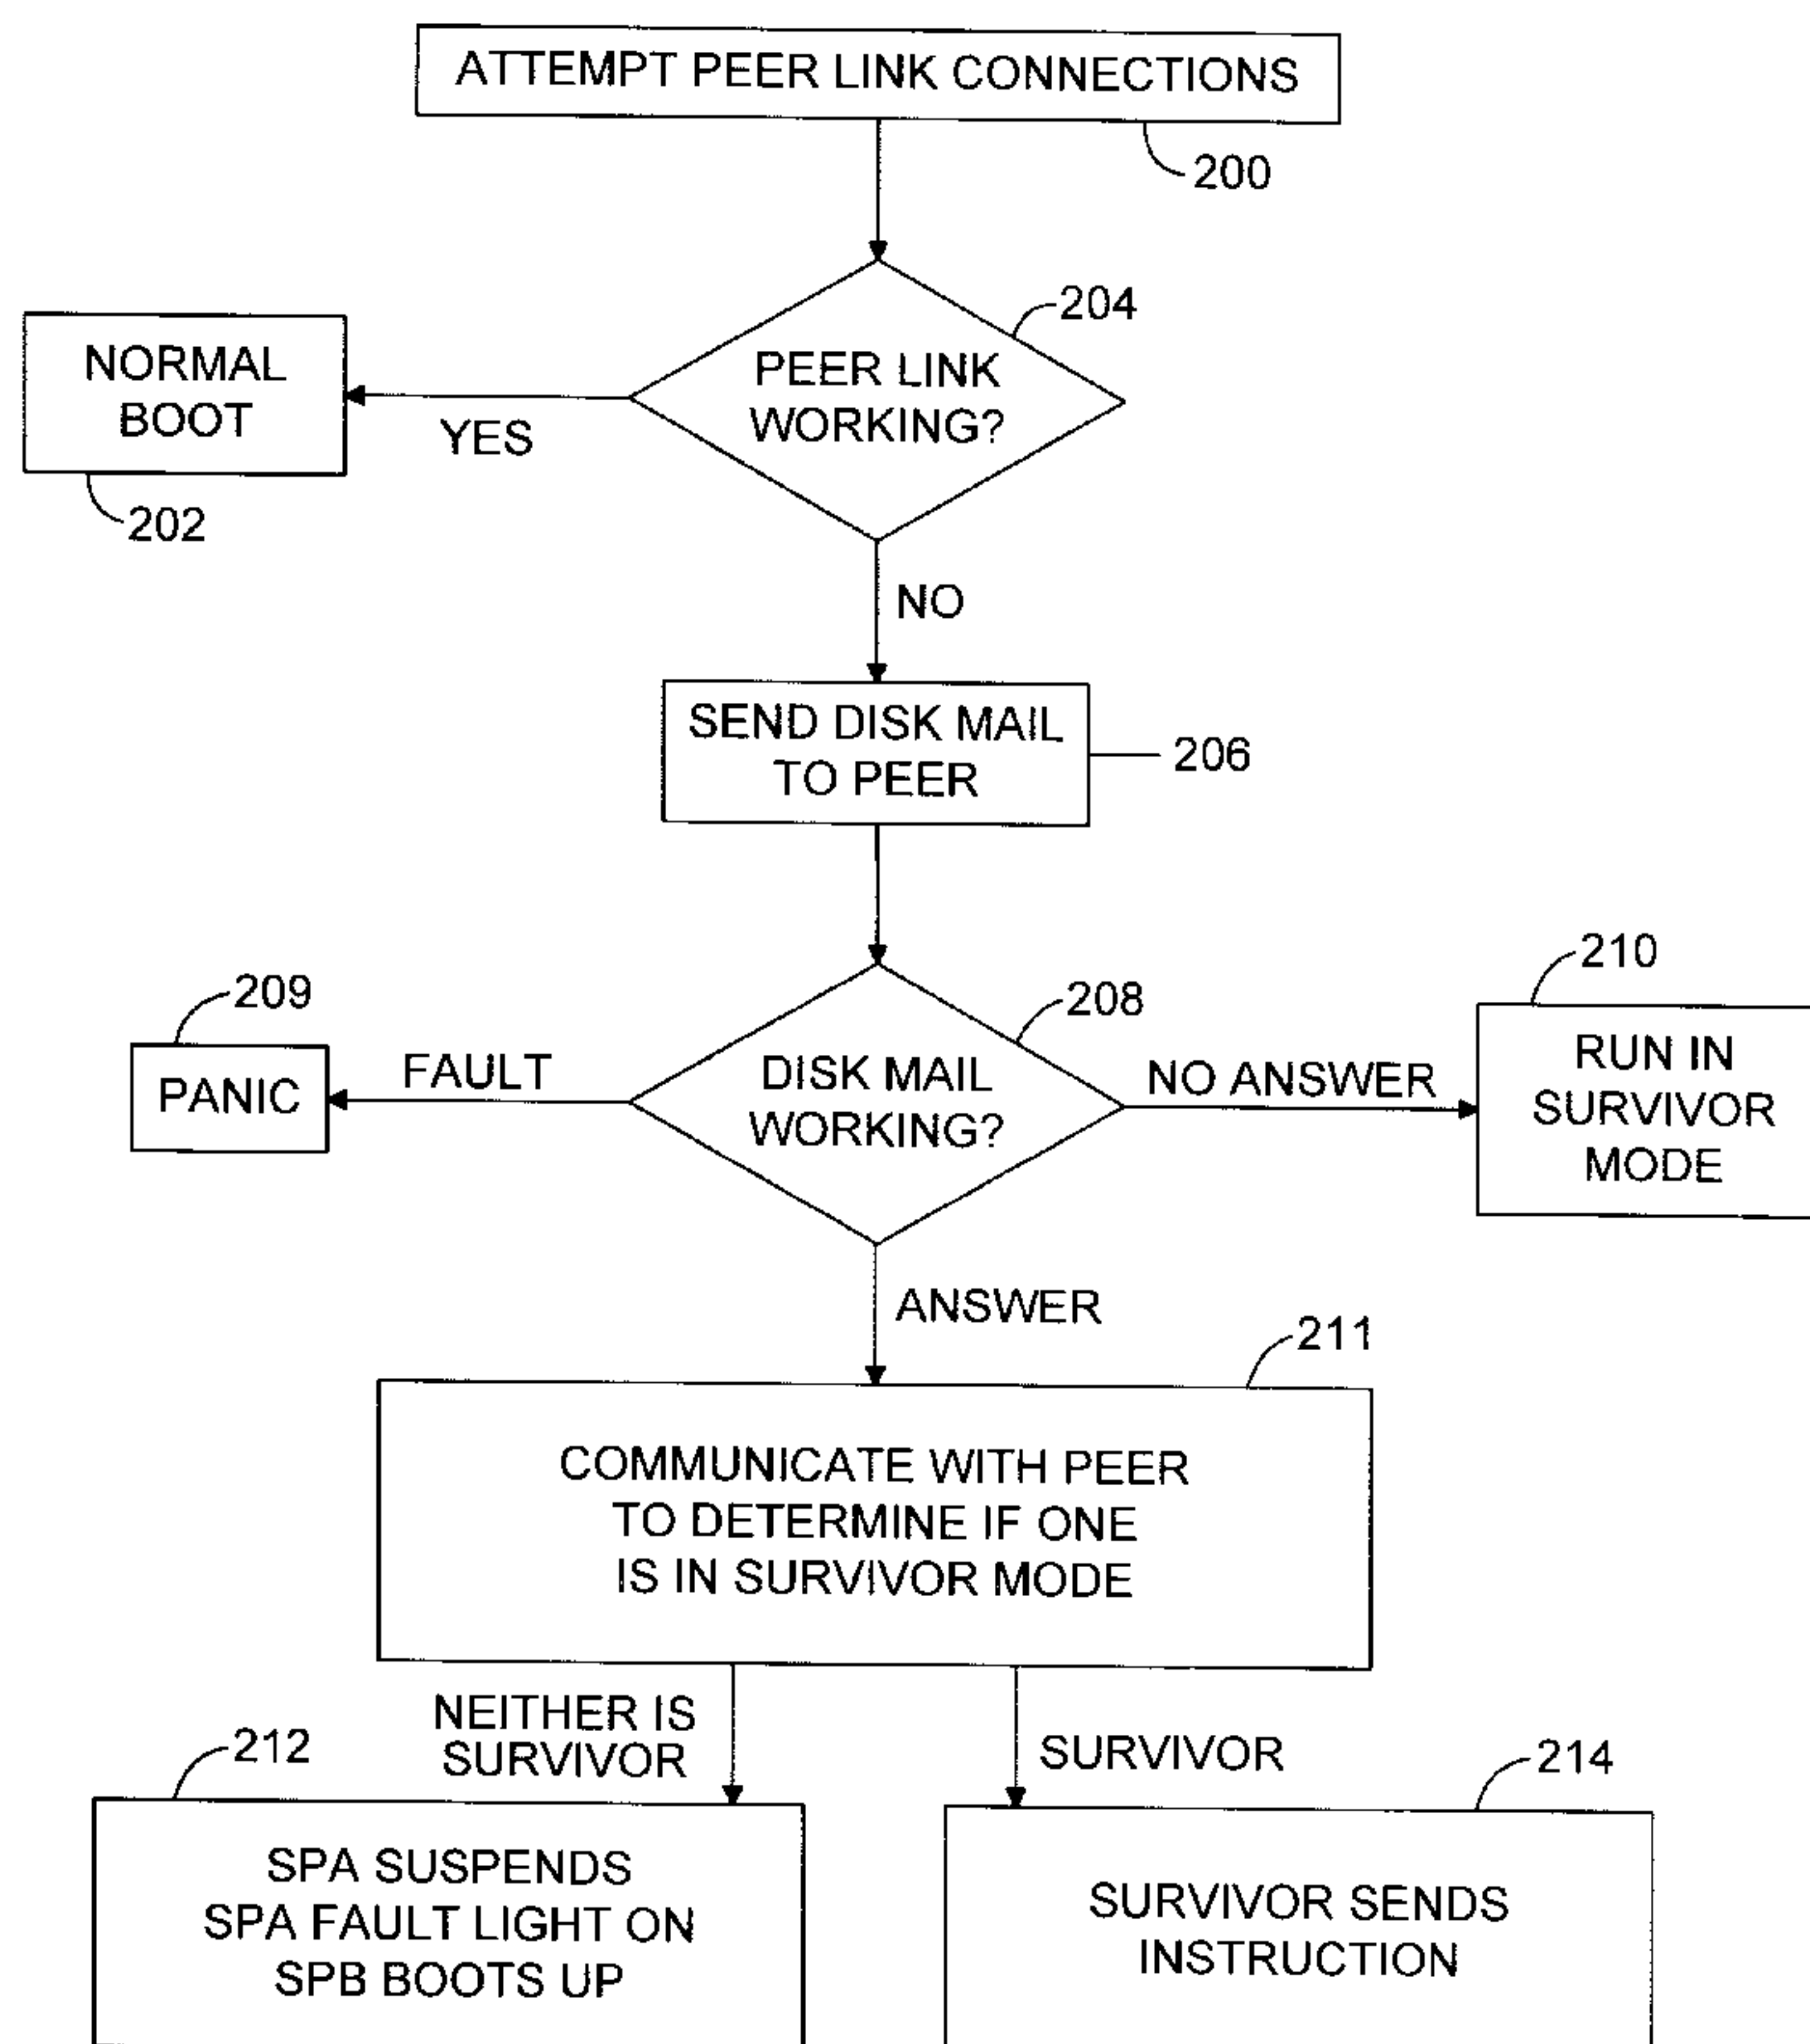 ATTEMPT PEER LINK CONNECTIONS
200
204
PEER LINK
WORKING?
NORMAL
BOOT
YES
202
NO
SEND DISK MAIL
TO PEER
206
209
208
210
PANIC
FAULT
DISK MAIL
WORKING?
NO ANSWER
RUN IN
SURVIVOR
MODE
ANSWER
211
COMMUNICATE WITH PEER
TO DETERMINE IF ONE
IS IN SURVIVOR MODE
NEITHER IS
SURVIVOR
SURVIVOR
212
214
SPA SUSPENDS
SPA FAULT LIGHT ON
SPB BOOTS UP
SURVIVOR SENDS
INSTRUCTION